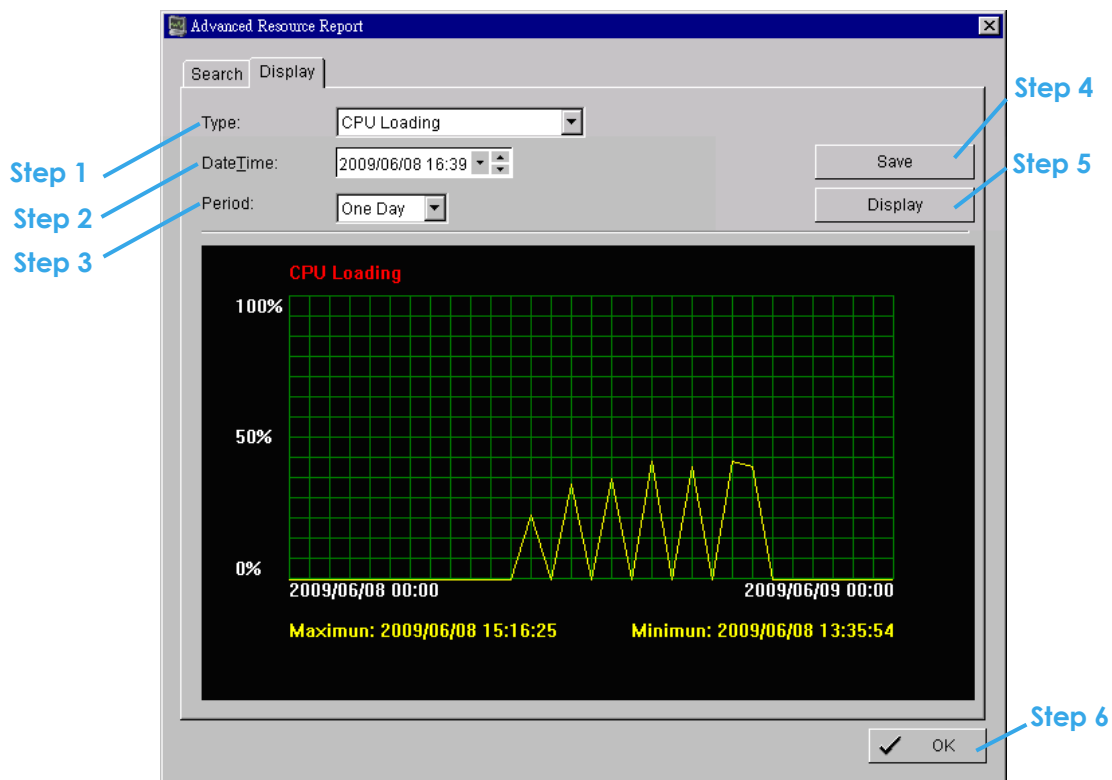 Advanced Resource Report
Search Display
Step 4
Type: CPU Loading
Step 1
DateTime: 2009/06/08 16:39
Save
Step 5
Step 2
Period: One Day
Display
Step 3
CPU Loading
100%
50%
0%
2009/06/08 00:00 2009/06/09 00:00
Maximun: 2009/06/08 15:16:25 Minimun: 2009/06/08 13:35:54
Step 6
OK